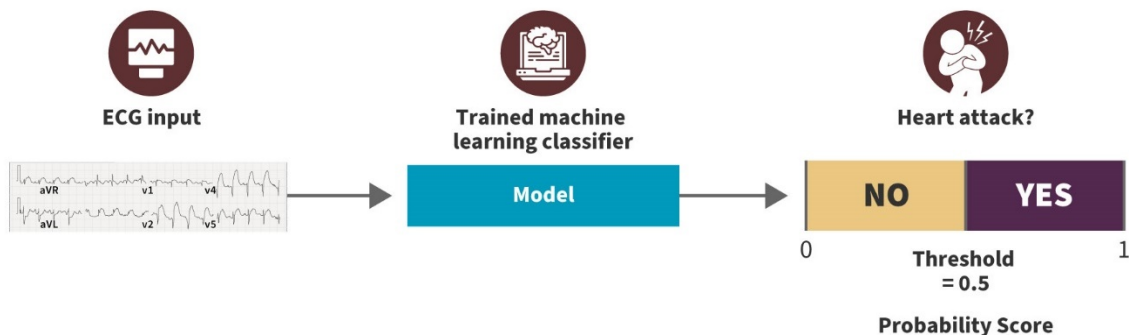 ECG input
Trained machine
learning classifier
Heart attack?
aVR v1 v4
aVL v2 v5
Model
NO YES
0 1
Threshold
= 0.5
Probability Score